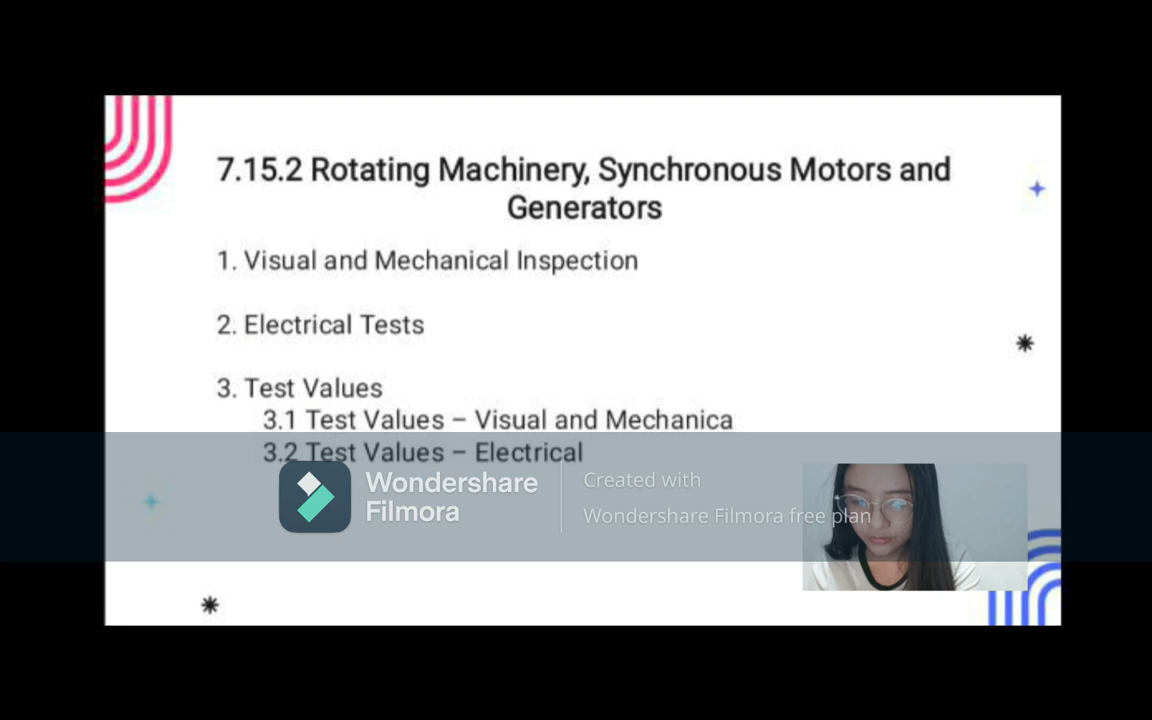 7.15.2 Rotating Machinery, Synchronous Motors and
Generators
1. Visual and Mechanical Inspection
2. Electrical Tests
3. Test Values
3.1 Test Values – Visual and Mechanica
3.2 Test Values – Electrical
Wondershare
Filmora
Created with
Wondershare Filmora free plan